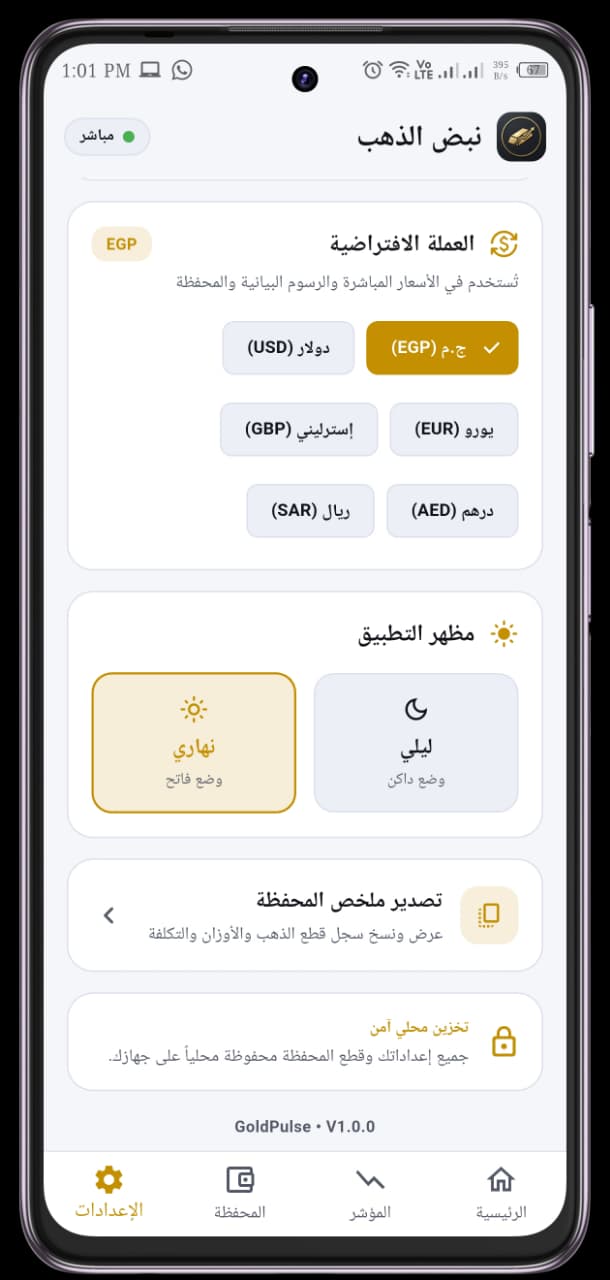 1:01 PM
Vo LTE
395 B/s
67
نبض الذهب
مباشر
العملة الافتراضية
EGP
تُستخدم في الأسعار المباشرة والرسوم البيانية والمحفظة
ج.م (EGP)
دولار (USD)
يورو (EUR)
إسترليني (GBP)
درهم (AED)
ريال (SAR)
مظهر التطبيق
ليلي
وضع داكن
نهاري
وضع فاتح
تصدير ملخص المحفظة
عرض ونسخ سجل قطع الذهب والأوزان والتكلفة
تخزين محلي آمن
جميع إعداداتك وقطع المحفظة محفوظة محلياً على جهازك.
GoldPulse • V1.0.0
الرئيسية
المؤشر
المحفظة
الإعدادات